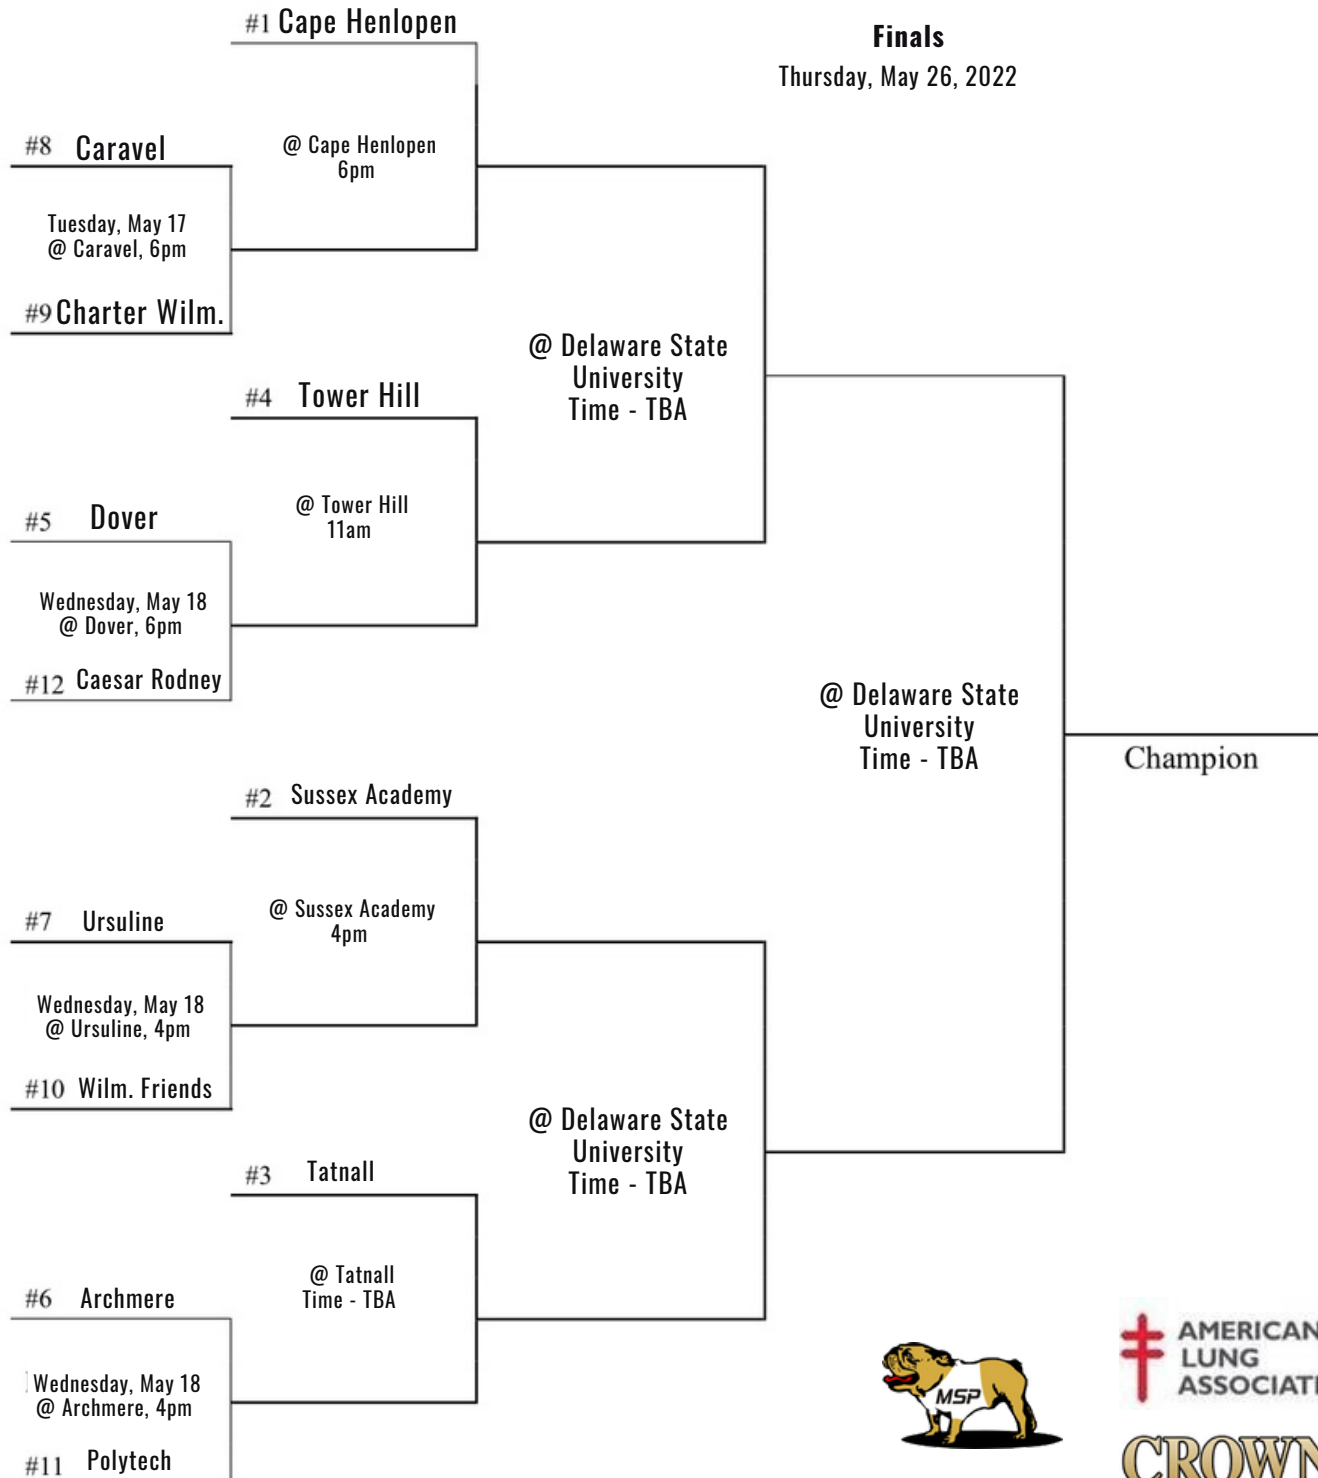 #1 Cape Henlopen
Finals
Thursday, May 26, 2022
#8 Caravel
@ Cape Henlopen
6pm
Tuesday, May 17
@ Caravel, 6pm
#9 Charter Wilm.
@ Delaware State
University
Time - TBA
#4 Tower Hill
@ Tower Hill
11am
#5 Dover
Wednesday, May 18
@ Dover, 6pm
#12 Caesar Rodney
@ Delaware State
University
Time - TBA
Champion
#2 Sussex Academy
@ Sussex Academy
4pm
#7 Ursuline
Wednesday, May 18
@ Ursuline, 4pm
#10 Wilm. Friends
@ Delaware State
University
Time - TBA
#3 Tatnall
@ Tatnall
Time - TBA
#6 Archmere
Wednesday, May 18
@ Archmere, 4pm
#11 Polytech
MSP
AMERICAN
LUNG
ASSOCIATI
CROWN